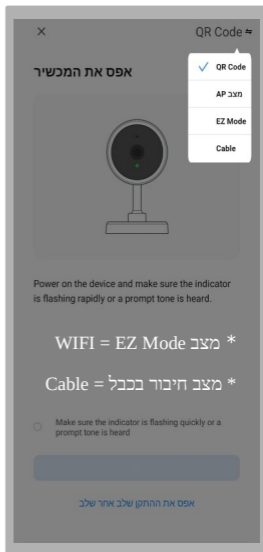 × QR Code ⇋
אפס את המכשיר
✓ QR Code
מצב AP
EZ Mode
Cable
Power on the device and make sure the indicator
is flashing rapidly or a prompt tone is heard.
* מצב WIFI = EZ Mode
* מצב חיבור בכבל = Cable
Make sure the indicator is flashing quickly or a
prompt tone is heard
אפס את ההתקן שלב אחר שלב